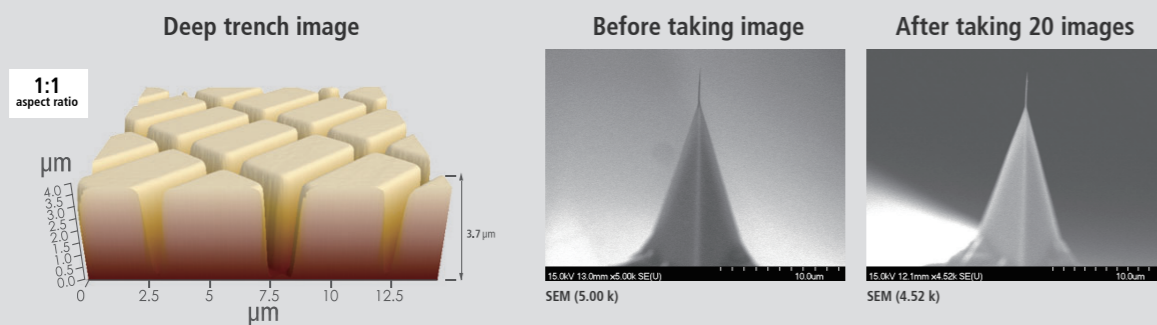 Deep trench image
1:1
aspect ratio
µm
4.0
3.5
3.0
2.5
2.0
1.5
1.0
0.5
0.0
3.7 µm
0 2.5 5 7.5 10 12.5
µm
Before taking image
15.0kV 13.0mm x5.00k SE(U) 10.0um
SEM (5.00 k)
After taking 20 images
15.0kV 12.1mm x4.52k SE(U) 10.0um
SEM (4.52 k)